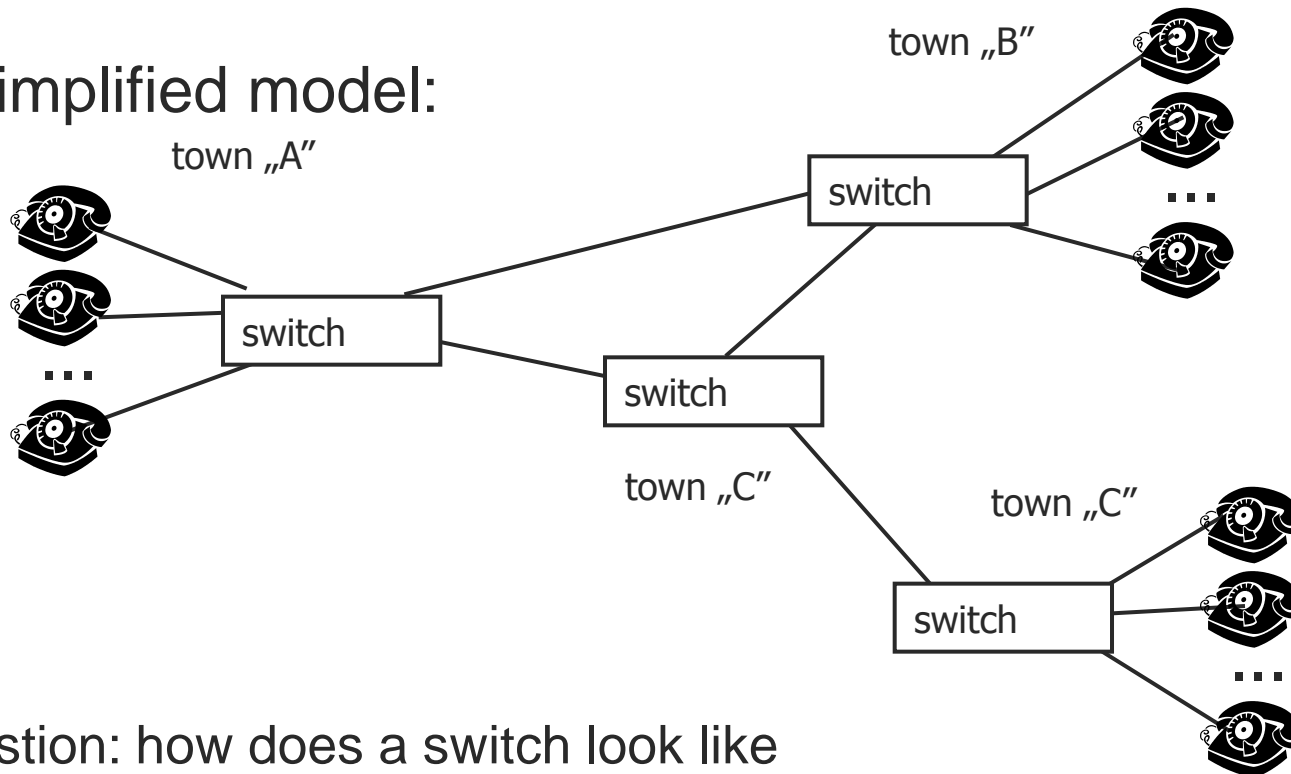 town „B”
implified model:
town „A”
switch
switch
...
switch
...
town „C”
town „C”
switch
...
stion: how does a switch look like